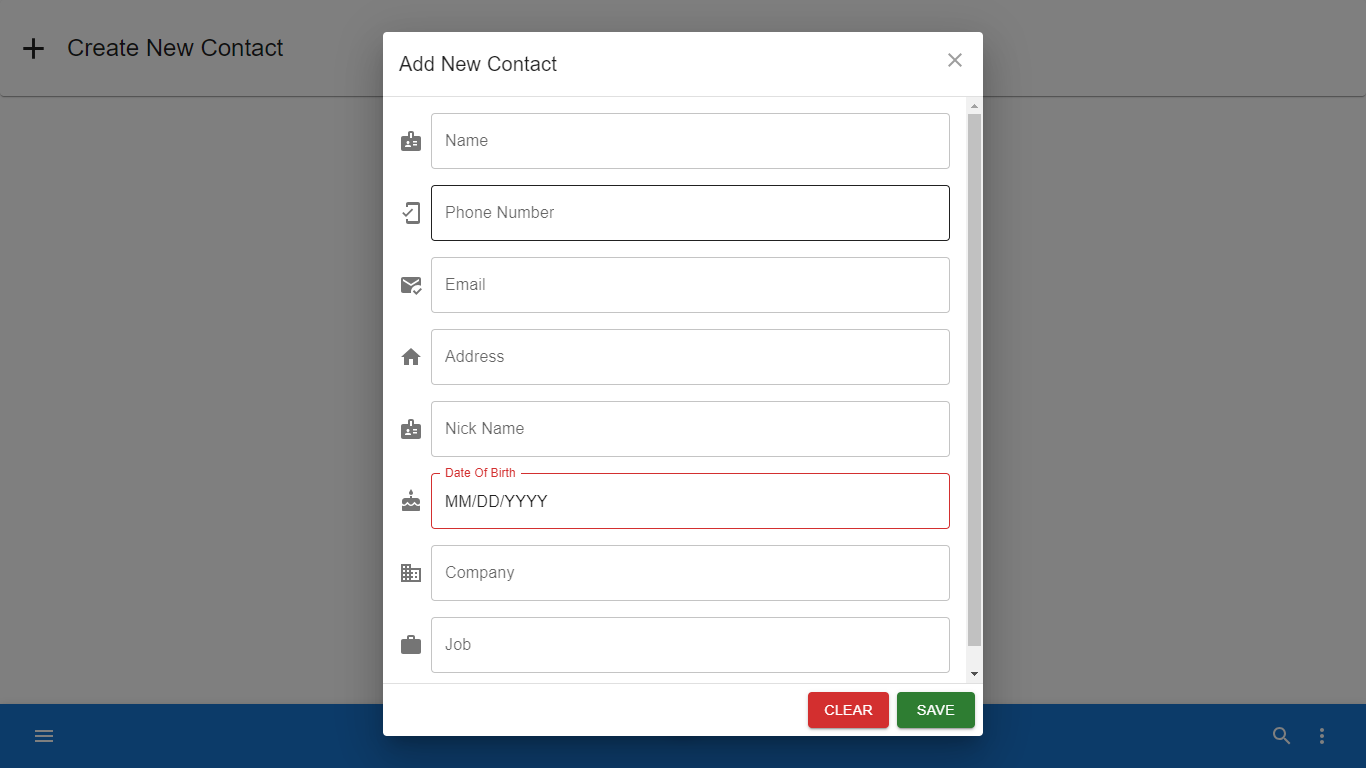 Create New Contact
Add New Contact
Name
Phone Number
Email
Address
Nick Name
Date Of Birth
MM/DD/YYYY
Company
Job
CLEAR
SAVE